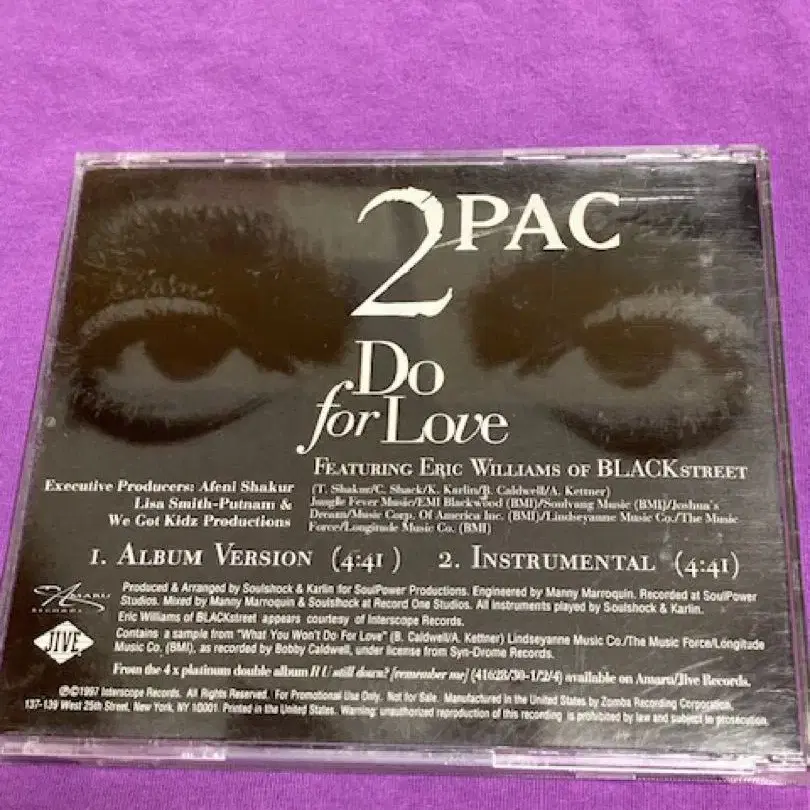 2PAC
Do
for Love
FEATURING ERIC WILLIAMS OF BLACKSTREET
Executive Producers: Afeni Shakur
Lisa Smith-Putnam &
We Got Kidz Productions
(T. Shakur/C. Shack/K. Karlin/B. Caldwell/A. Kettner)
Jungle Fever Music/EMI Blackwood (BMI)/Soulvang Music (BMI)/Joshua's
Dream/Music Corp. Of America Inc. (BMI)/Lindseyanne Music Co./The Music
Force/Longitude Music Co. (BMI)
1. ALBUM VERSION (4:41)
2. INSTRUMENTAL (4:41)
AMARU
RECORDS
JIVE
Produced & Arranged by Soulshock & Karlin for SoulPower Productions. Engineered by Manny Marroquin. Recorded at SoulPower
Studios. Mixed by Manny Marroquin & Soulshock at Record One Studios. All instruments played by Soulshock & Karlin.
Eric Williams of BLACKstreet appears courtesy of Interscope Records.
Contains a sample from "What You Won't Do For Love" (B. Caldwell/A. Kettner) Lindseyanne Music Co./The Music Force/Longitude
Music Co. (BMI), as recorded by Bobby Caldwell, under license from Syn-Drome Records.
From the 4 x platinum double album R U still down? [remember me] (41628/30-1/2/4) available on Amaru/Jive Records.
℗©1997 Interscope Records. All Rights Reserved. For Promotional Use Only. Not for Sale. Manufactured in the United States by Zomba Recording Corporation,
137-139 West 25th Street, New York, NY 10001 Printed in the United States. Warning: unauthorized reproduction of this recording is prohibited by law and subject to prosecution.